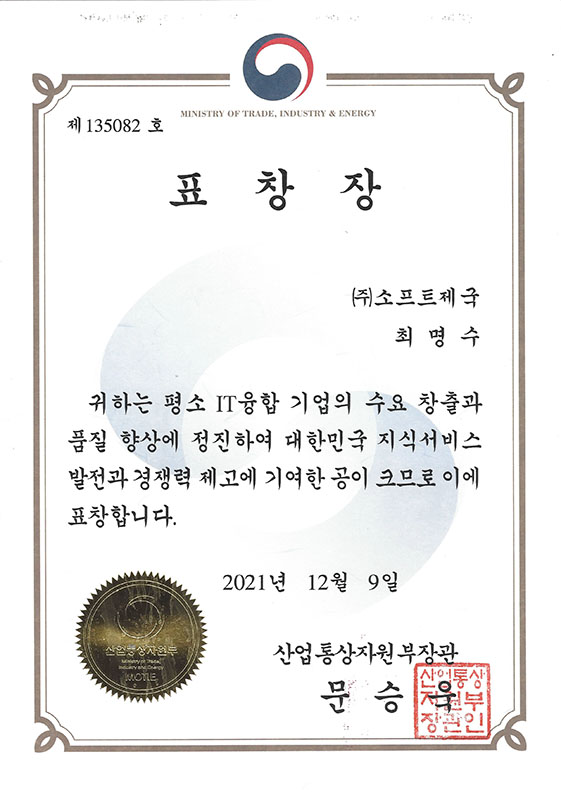 MINISTRY OF TRADE, INDUSTRY & ENERGY
제 135082 호
표 창 장
㈜소프트제국
최 명 수
귀하는 평소 IT융합 기업의 수요 창출과
품질 향상에 정진하여 대한민국 지식서비스
발전과 경쟁력 제고에 기여한 공이 크므로 이에
표창합니다.
2021년 12월 9일
산업통상자원부
Ministry of Trade,
Industry and Energy
MOTIE
산업통상자원부장관
문 승 욱
산업통상
자원부
장관인